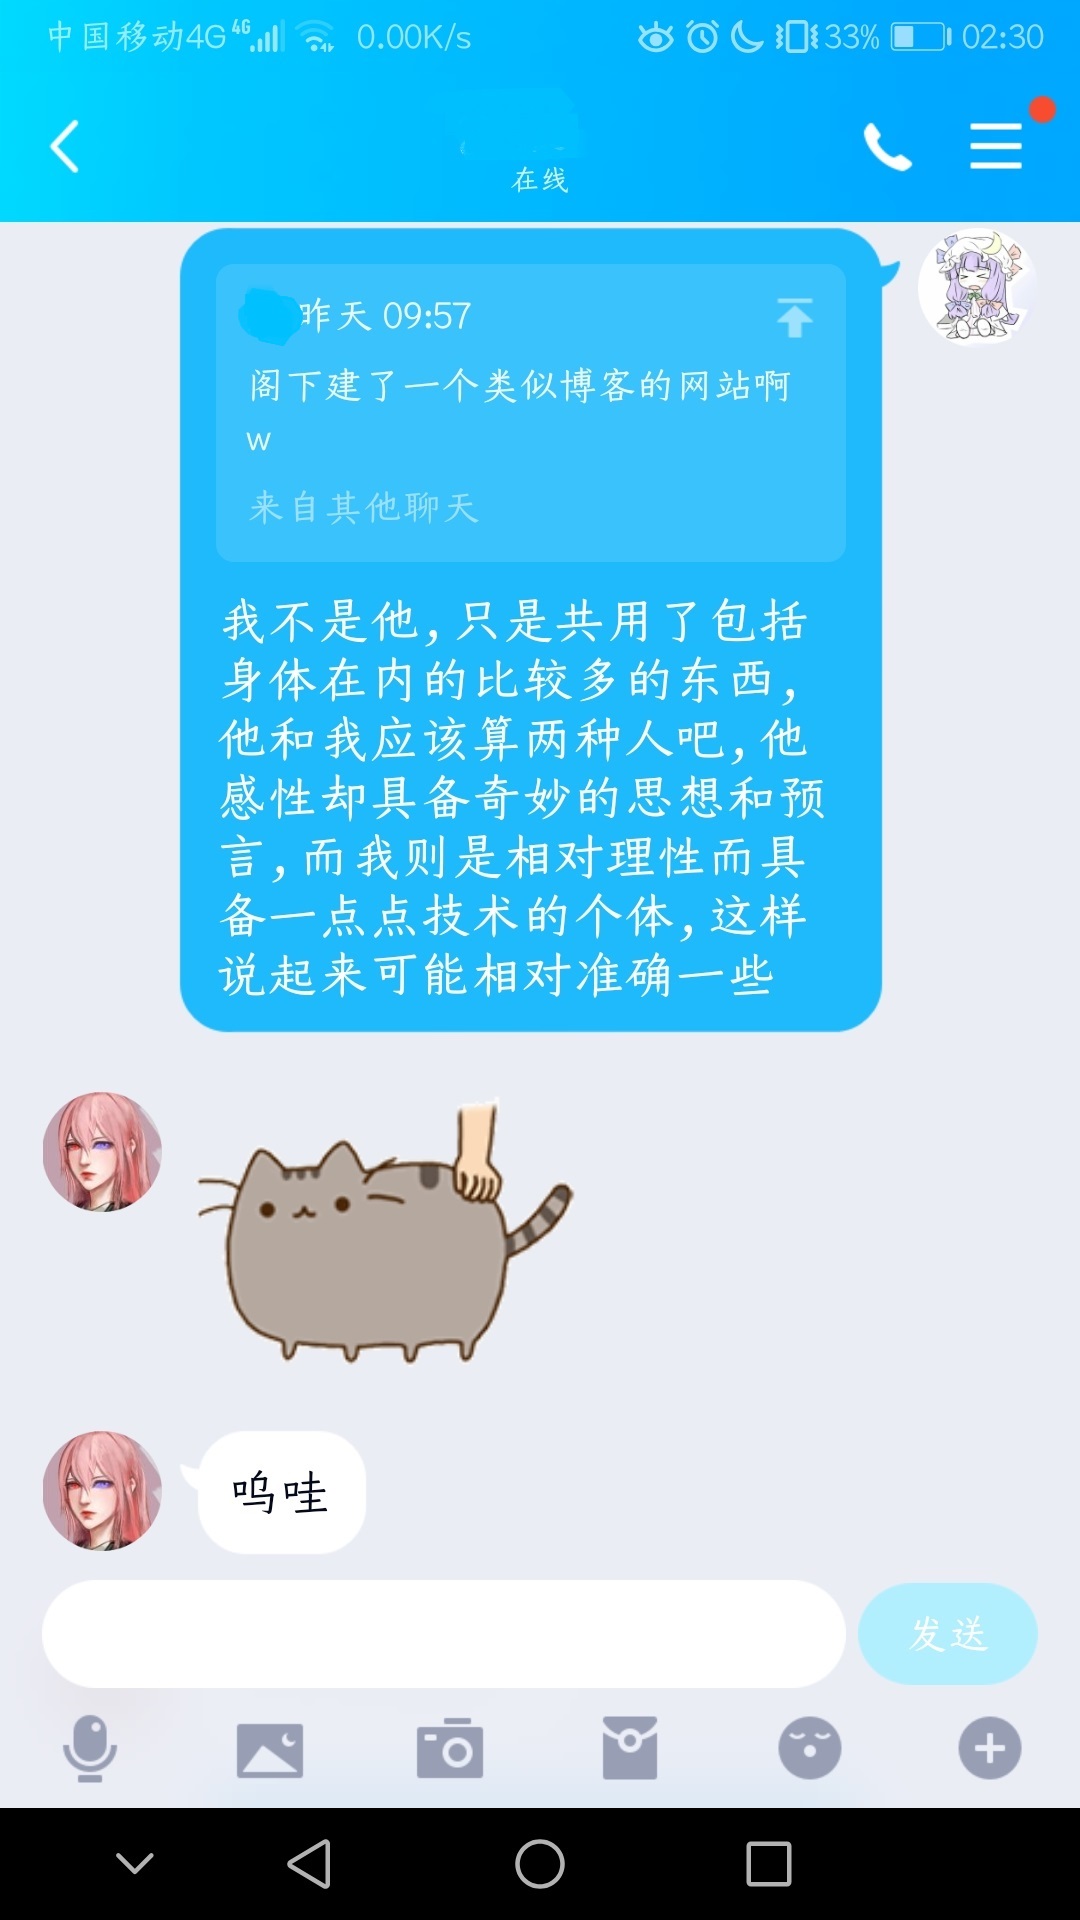 中国移动4G 4G 0.00K/s 33% 02:30
在线
昨天 09:57
阁下建了一个类似博客的网站啊
w
来自其他聊天
我不是他,只是共用了包括
身体在内的比较多的东西,
他和我应该算两种人吧,他
感性却具备奇妙的思想和预
言,而我则是相对理性而具
备一点点技术的个体,这样
说起来可能相对准确一些
呜哇
发送